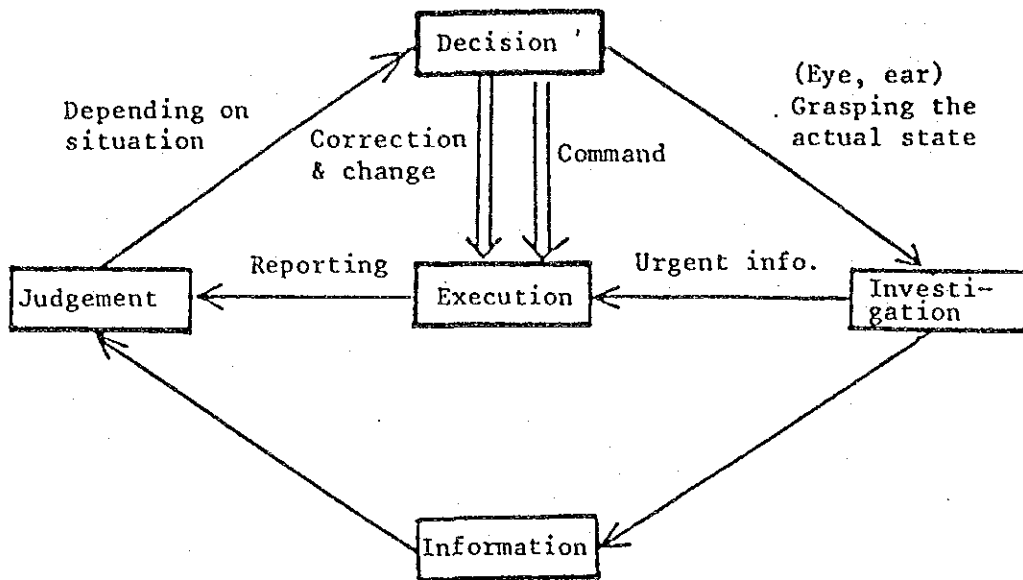 Decision '
(Eye, ear)
Grasping the
actual state
Depending on
situation
Correction
& change
Command
Reporting
Urgent info.
Judgement
Execution
Investi-
gation
Information